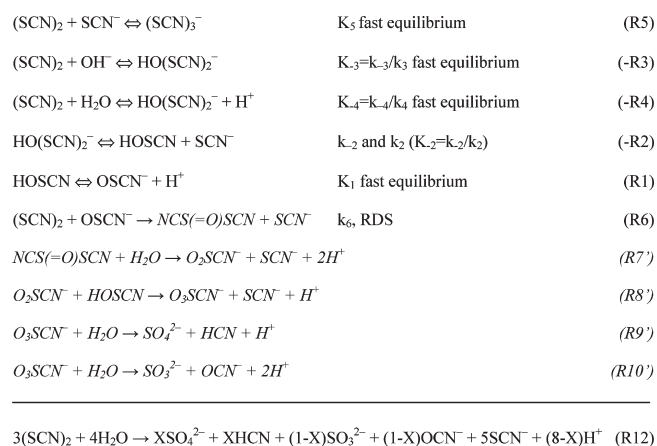 (SCN)₂ + SCN⁻ ⇔ (SCN)₃⁻ K₅ fast equilibrium (R5)
(SCN)₂ + OH⁻ ⇔ HO(SCN)₂⁻ K₋₃=k₋₃/k₃ fast equilibrium (-R3)
(SCN)₂ + H₂O ⇔ HO(SCN)₂⁻ + H⁺ K₋₄=k₋₄/k₄ fast equilibrium (-R4)
HO(SCN)₂⁻ ⇔ HOSCN + SCN⁻ k₋₂ and k₂ (K₋₂=k₋₂/k₂) (-R2)
HOSCN ⇔ OSCN⁻ + H⁺ K₁ fast equilibrium (R1)
(SCN)₂ + OSCN⁻ → NCS(=O)SCN + SCN⁻ k₆, RDS (R6)
NCS(=O)SCN + H₂O → O₂SCN⁻ + SCN⁻ + 2H⁺ (R7’)
O₂SCN⁻ + HOSCN → O₃SCN⁻ + SCN⁻ + H⁺ (R8’)
O₃SCN⁻ + H₂O → SO₄²⁻ + HCN + H⁺ (R9’)
O₃SCN⁻ + H₂O → SO₃²⁻ + OCN⁻ + 2H⁺ (R10’)
3(SCN)₂ + 4H₂O → XSO₄²⁻ + XHCN + (1-X)SO₃²⁻ + (1-X)OCN⁻ + 5SCN⁻ + (8-X)H⁺ (R12)